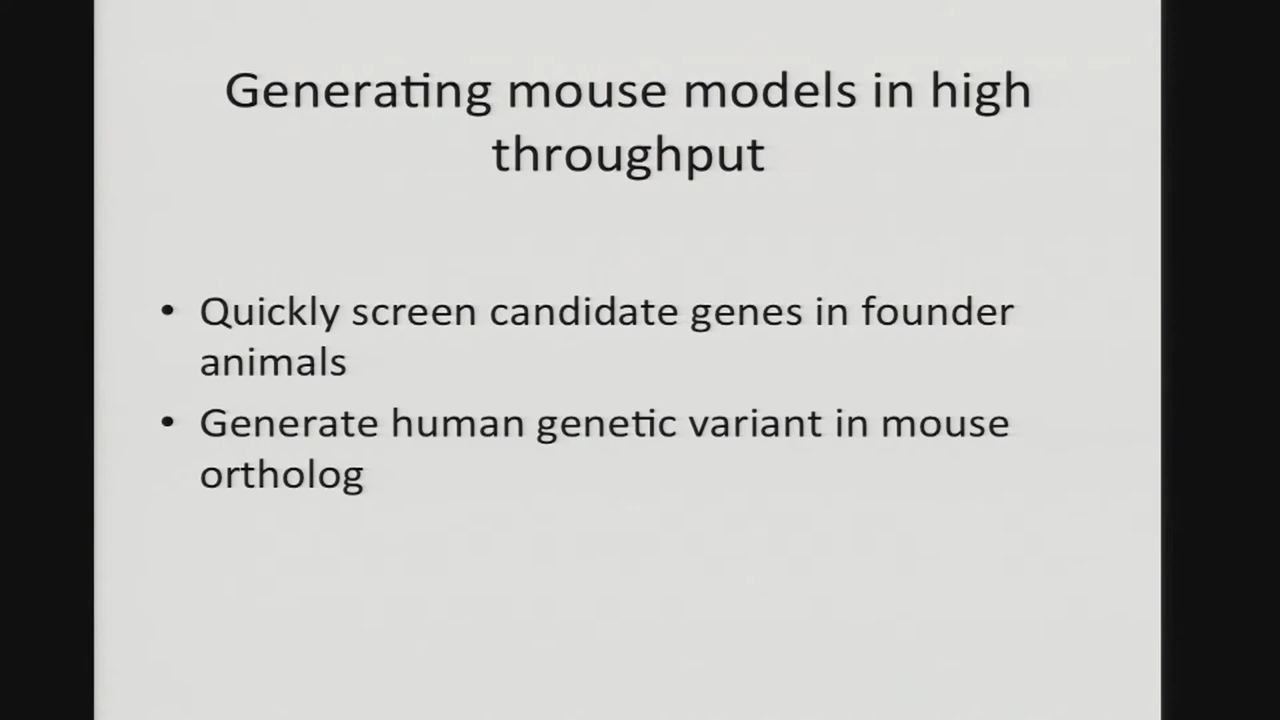 Generating mouse models in high
throughput
• Quickly screen candidate genes in founder
animals
• Generate human genetic variant in mouse
ortholog